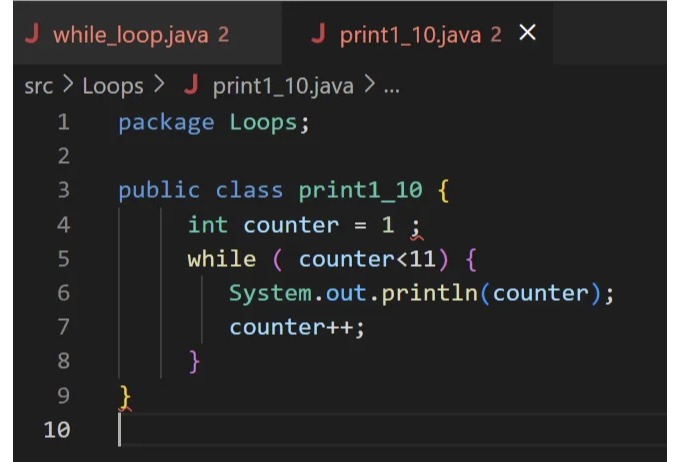 J while_loop.java 2 J print1_10.java 2 ×
src > Loops > J print1_10.java > ...
1 package Loops;
2
3 public class print1_10 {
4 int counter = 1 ;
5 while ( counter<11) {
6 System.out.println(counter);
7 counter++;
8 }
9 }
10